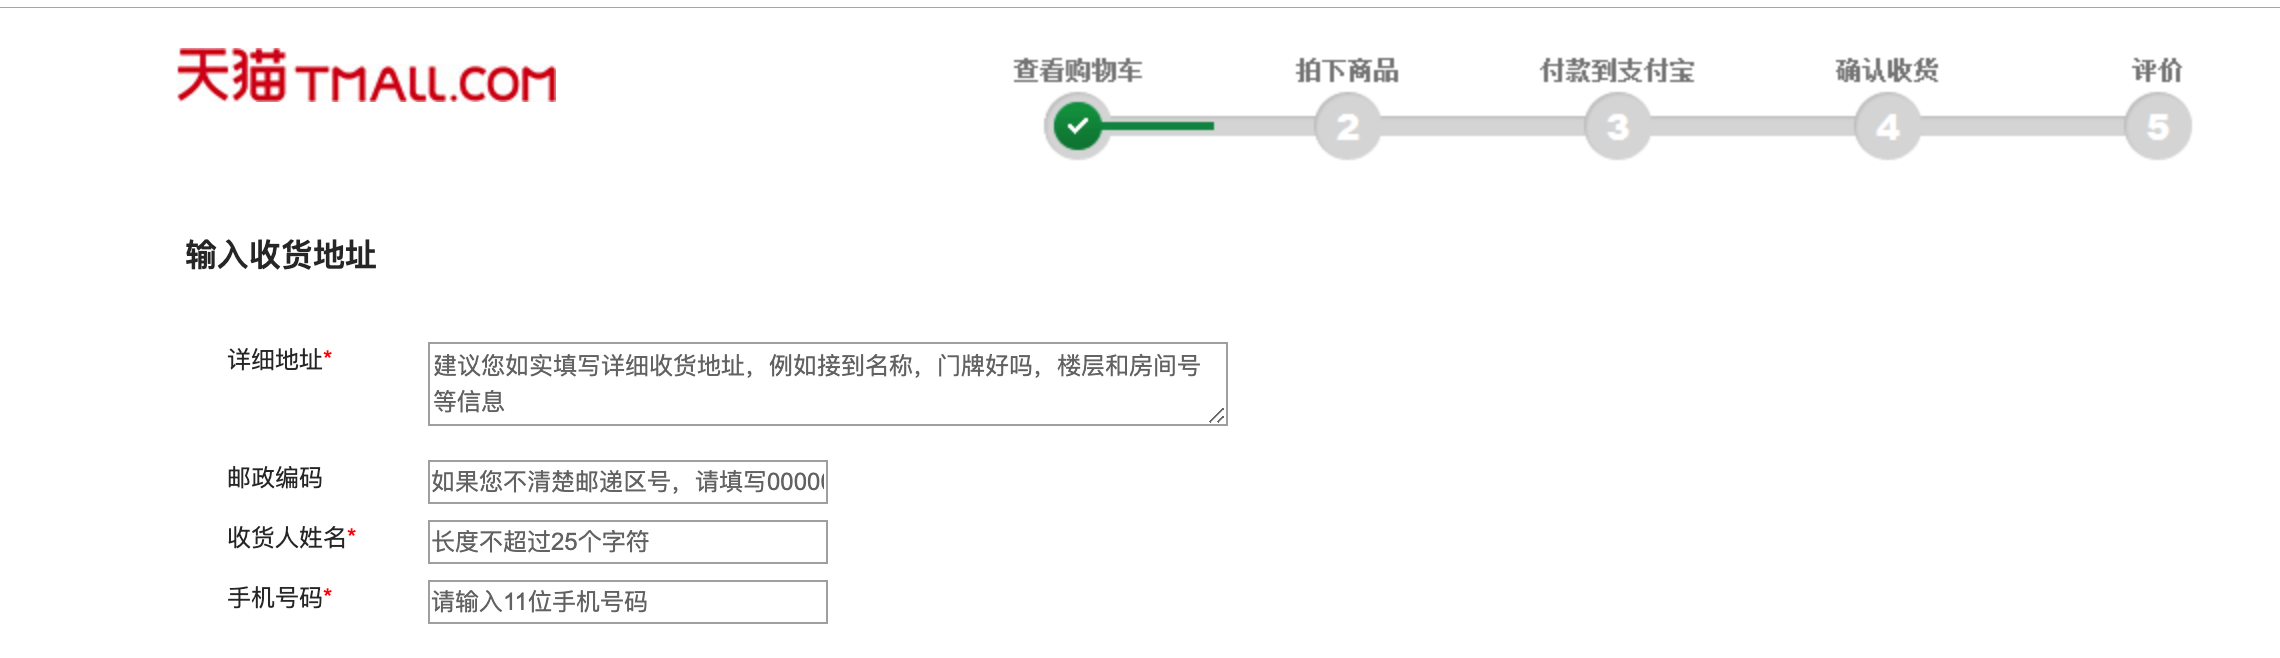 天猫 TMALL.COM
查看购物车 拍下商品 付款到支付宝 确认收货 评价
2 3 4 5
输入收货地址
详细地址*
建议您如实填写详细收货地址，例如接到名称，门牌好吗，楼层和房间号
等信息
邮政编码 如果您不清楚邮递区号，请填写0000
收货人姓名* 长度不超过25个字符
手机号码* 请输入11位手机号码